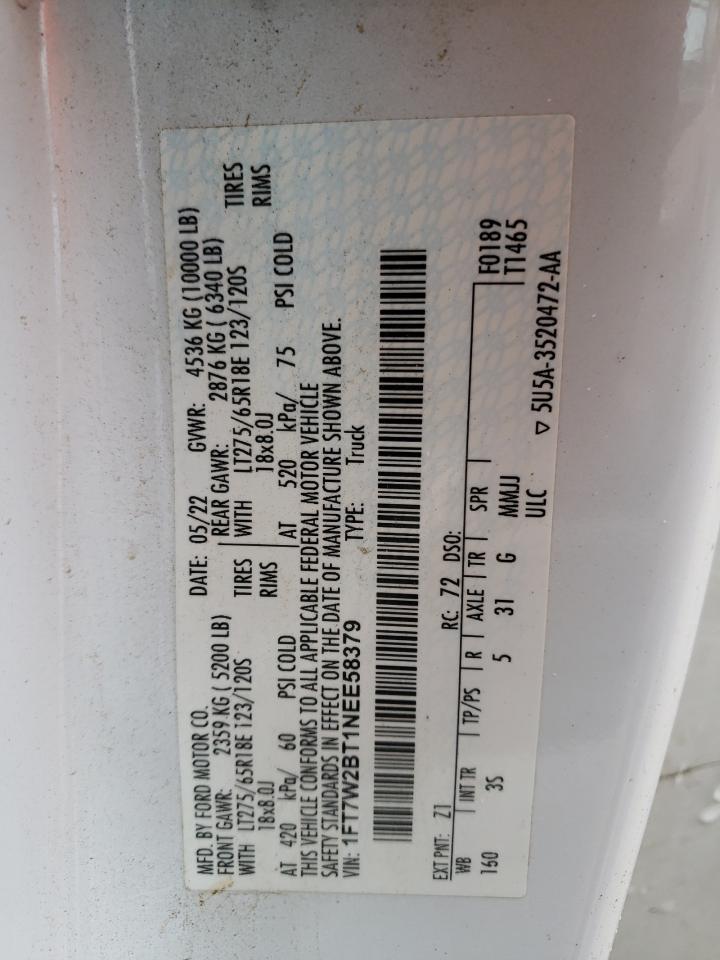 MFD. BY FORD MOTOR CO.
DATE: 05/22 GVWR: 4536 KG (10000 LB)
FRONT GAWR: 2359 KG ( 5200 LB) REAR GAWR: 2876 KG ( 6340 LB)
WITH LT275/65R18E 123/120S TIRES WITH LT275/65R18E 123/120S TIRES
18x8.0J RIMS 18x8.0J RIMS
AT 420 kPa/ 60 PSI COLD AT 520 kPa/ 75 PSI COLD
THIS VEHICLE CONFORMS TO ALL APPLICABLE FEDERAL MOTOR VEHICLE
SAFETY STANDARDS IN EFFECT ON THE DATE OF MANUFACTURE SHOWN ABOVE.
VIN: 1FT7W2BT1NEE58379 TYPE: Truck
EXT PNT: Z1 RC: 72 DSO:
WB INT TR TP/PS R AXLE TR SPR F0189
160 3S 5 31 G MMJJ T1465
ULC ▽ 5U5A-3520472-AA